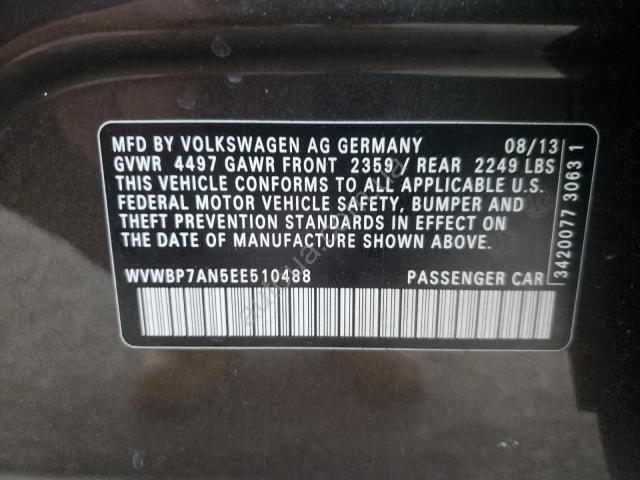 MFD BY VOLKSWAGEN AG GERMANY 08/13
GVWR 4497 GAWR FRONT 2359 / REAR 2249 LBS
THIS VEHICLE CONFORMS TO ALL APPLICABLE U.S.
FEDERAL MOTOR VEHICLE SAFETY, BUMPER AND
THEFT PREVENTION STANDARDS IN EFFECT ON
THE DATE OF MANUFACTURE SHOWN ABOVE.
WVWBP7AN5EE510488 PASSENGER CAR
3420077 3063 1